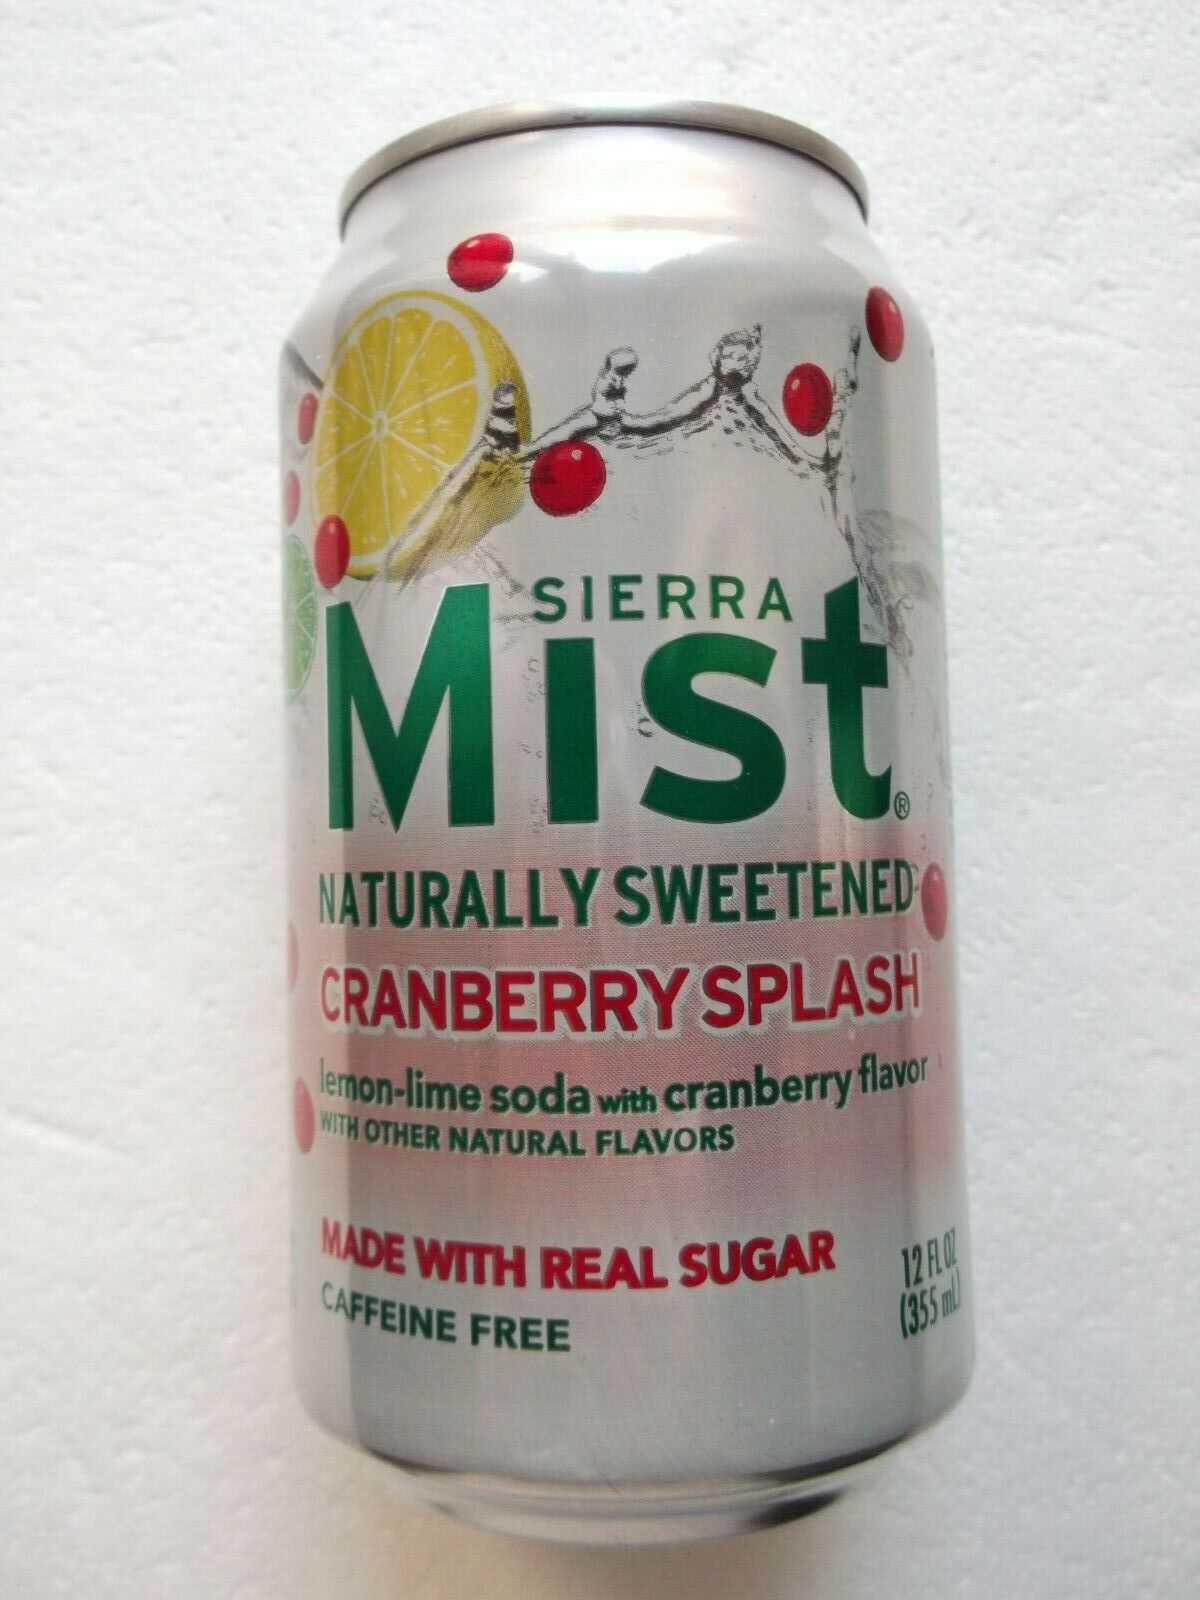 SIERRA
Mist®
NATURALLY SWEETENED
CRANBERRY SPLASH
lemon-lime soda with cranberry flavor
WITH OTHER NATURAL FLAVORS
MADE WITH REAL SUGAR
CAFFEINE FREE
12 FL OZ
(355 mL)